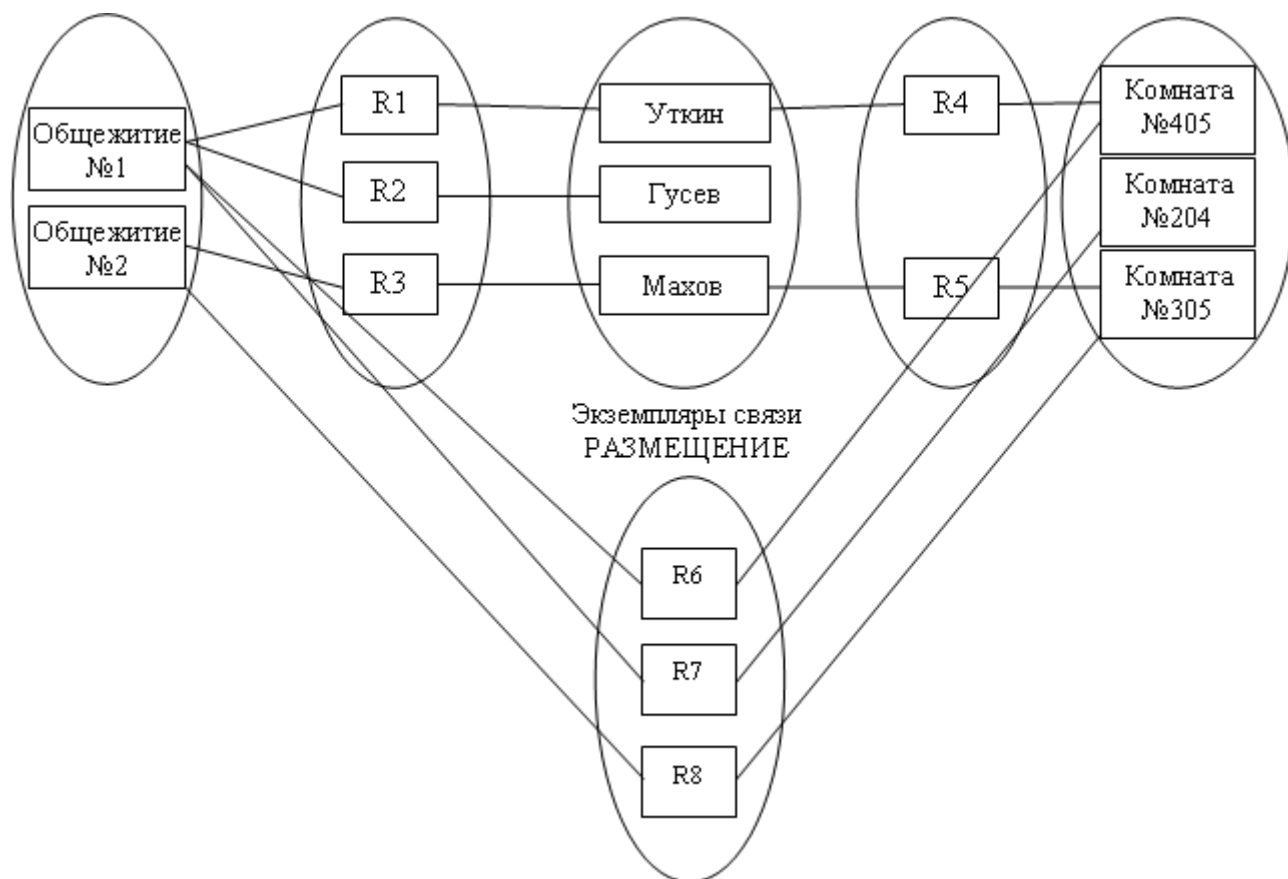 Общежитие
№1
Общежитие
№2
R1
R2
R3
Уткин
Гусев
Махов
R4
R5
Комната
№405
Комната
№204
Комната
№305
Экземпляры связи
РАЗМЕЩЕНИЕ
R6
R7
R8